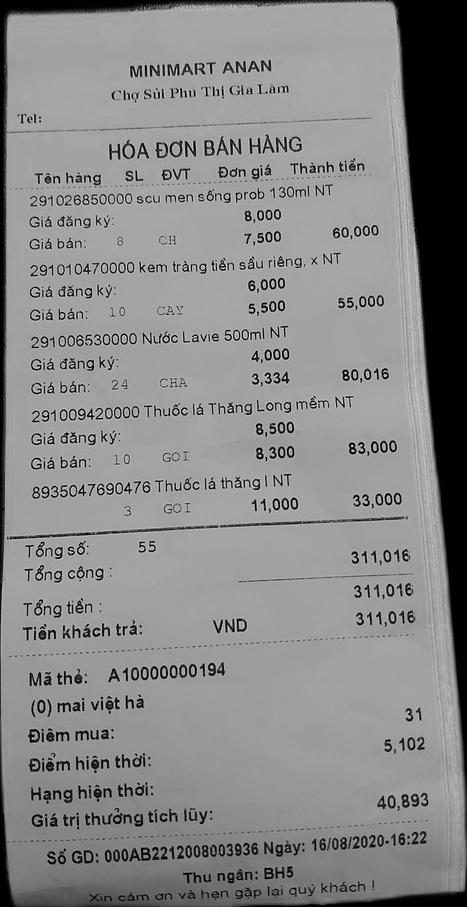 MINIMART ANAN
Chợ Sủi Phú Thị Gia Lâm
Tel:
HÓA ĐƠN BÁN HÀNG
Tên hàng SL ĐVT Đơn giá Thành tiền
291026850000 scu men sống prob 130ml NT
Giá đăng ký: 8,000
Giá bán: 8 CH 7,500 60,000
291010470000 kem tràng tiền sầu riêng, x NT
Giá đăng ký: 6,000
Giá bán: 10 CAY 5,500 55,000
291006530000 Nước Lavie 500ml NT
Giá đăng ký: 4,000
Giá bán: 24 CHA 3,334 80,016
291009420000 Thuốc lá Thăng Long mềm NT
Giá đăng ký: 8,500
Giá bán: 10 GOI 8,300 83,000
8935047690476 Thuốc lá thăng l NT
3 GOI 11,000 33,000
Tổng số: 55
Tổng cộng : 311,016
Tổng tiền : 311,016
Tiền khách trả: VND 311,016
Mã thẻ: A10000000194
(0) mai việt hà
Điểm mua: 31
Điểm hiện thời: 5,102
Hạng hiện thời:
Giá trị thưởng tích lũy: 40,893
Số GD: 000AB2212008003936 Ngày: 16/08/2020-16:22
Thu ngân: BH5
Xin cảm ơn và hẹn gặp lại quý khách !